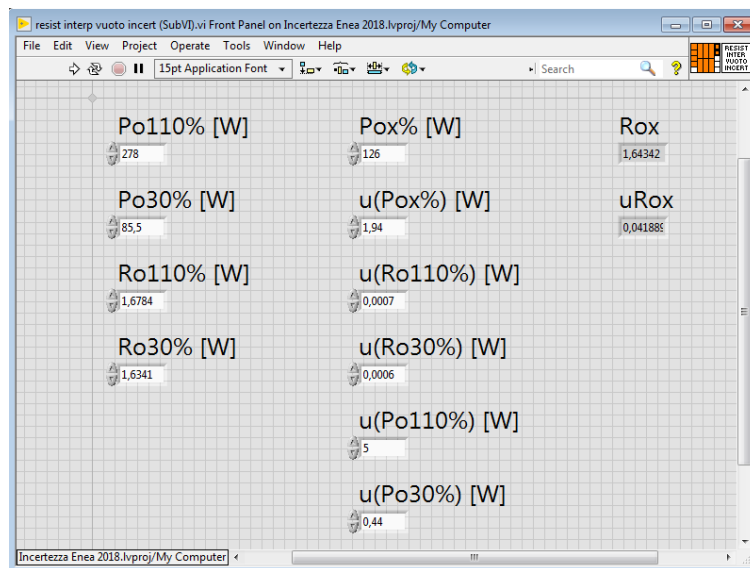 resist interp vuoto incert (SubVI).vi Front Panel on Incertezza Enea 2018.lvproj/My Computer
File Edit View Project Operate Tools Window Help
15pt Application Font
Search
RESIST
INTER
VUOTO
INCERT
Po110% [W] Pox% [W] Rox
278 126 1,64342
Po30% [W] u(Pox%) [W] uRox
85,5 1,94 0,041889
Ro110% [W] u(Ro110%) [W]
1,6784 0,0007
Ro30% [W] u(Ro30%) [W]
1,6341 0,0006
u(Po110%) [W]
5
u(Po30%) [W]
0,44
Incertezza Enea 2018.lvproj/My Computer